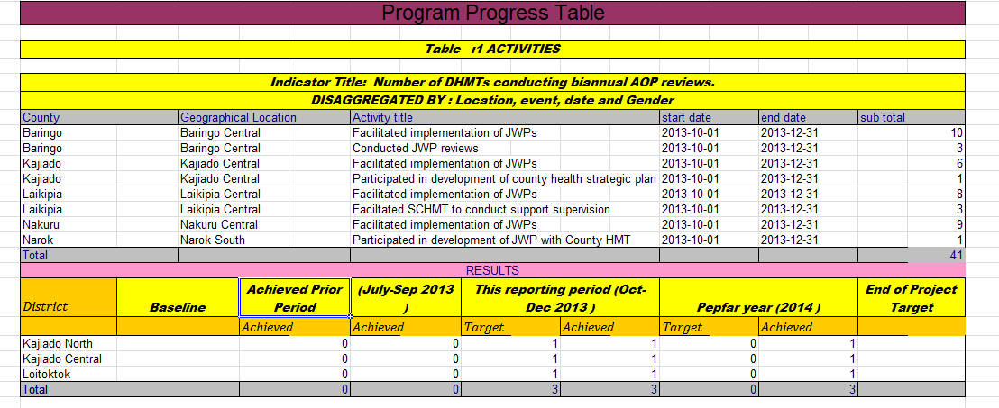 Program Progress Table
Table :1 ACTIVITIES
Indicator Title: Number of DHMTs conducting biannual AOP reviews.
DISAGGREGATED BY : Location, event, date and Gender
County Geographical Location Activity title start date end date sub total
Baringo Baringo Central Facilitated implementation of JWPs 2013-10-01 2013-12-31 10
Baringo Baringo Central Conducted JWP reviews 2013-10-01 2013-12-31 3
Kajiado Kajiado Central Facilitated implementation of JWPs 2013-10-01 2013-12-31 6
Kajiado Kajiado Central Participated in development of county health strategic plan 2013-10-01 2013-12-31 1
Laikipia Laikipia Central Facilitated implementation of JWPs 2013-10-01 2013-12-31 8
Laikipia Laikipia Central Faciltated SCHMT to conduct support supervision 2013-10-01 2013-12-31 3
Nakuru Nakuru Central Facilitated implementation of JWPs 2013-10-01 2013-12-31 9
Narok Narok South Participated in development of JWP with County HMT 2013-10-01 2013-12-31 1
Total 41
RESULTS
District Baseline Achieved Prior Period (July-Sep 2013 ) This reporting period (Oct-Dec 2013 ) Pepfar year (2014 ) End of Project Target
Achieved Achieved Target Achieved Target Achieved
Kajiado North 0 0 1 1 0 1
Kajiado Central 0 0 1 1 0 1
Loitoktok 0 0 1 1 0 1
Total 0 0 3 3 0 3